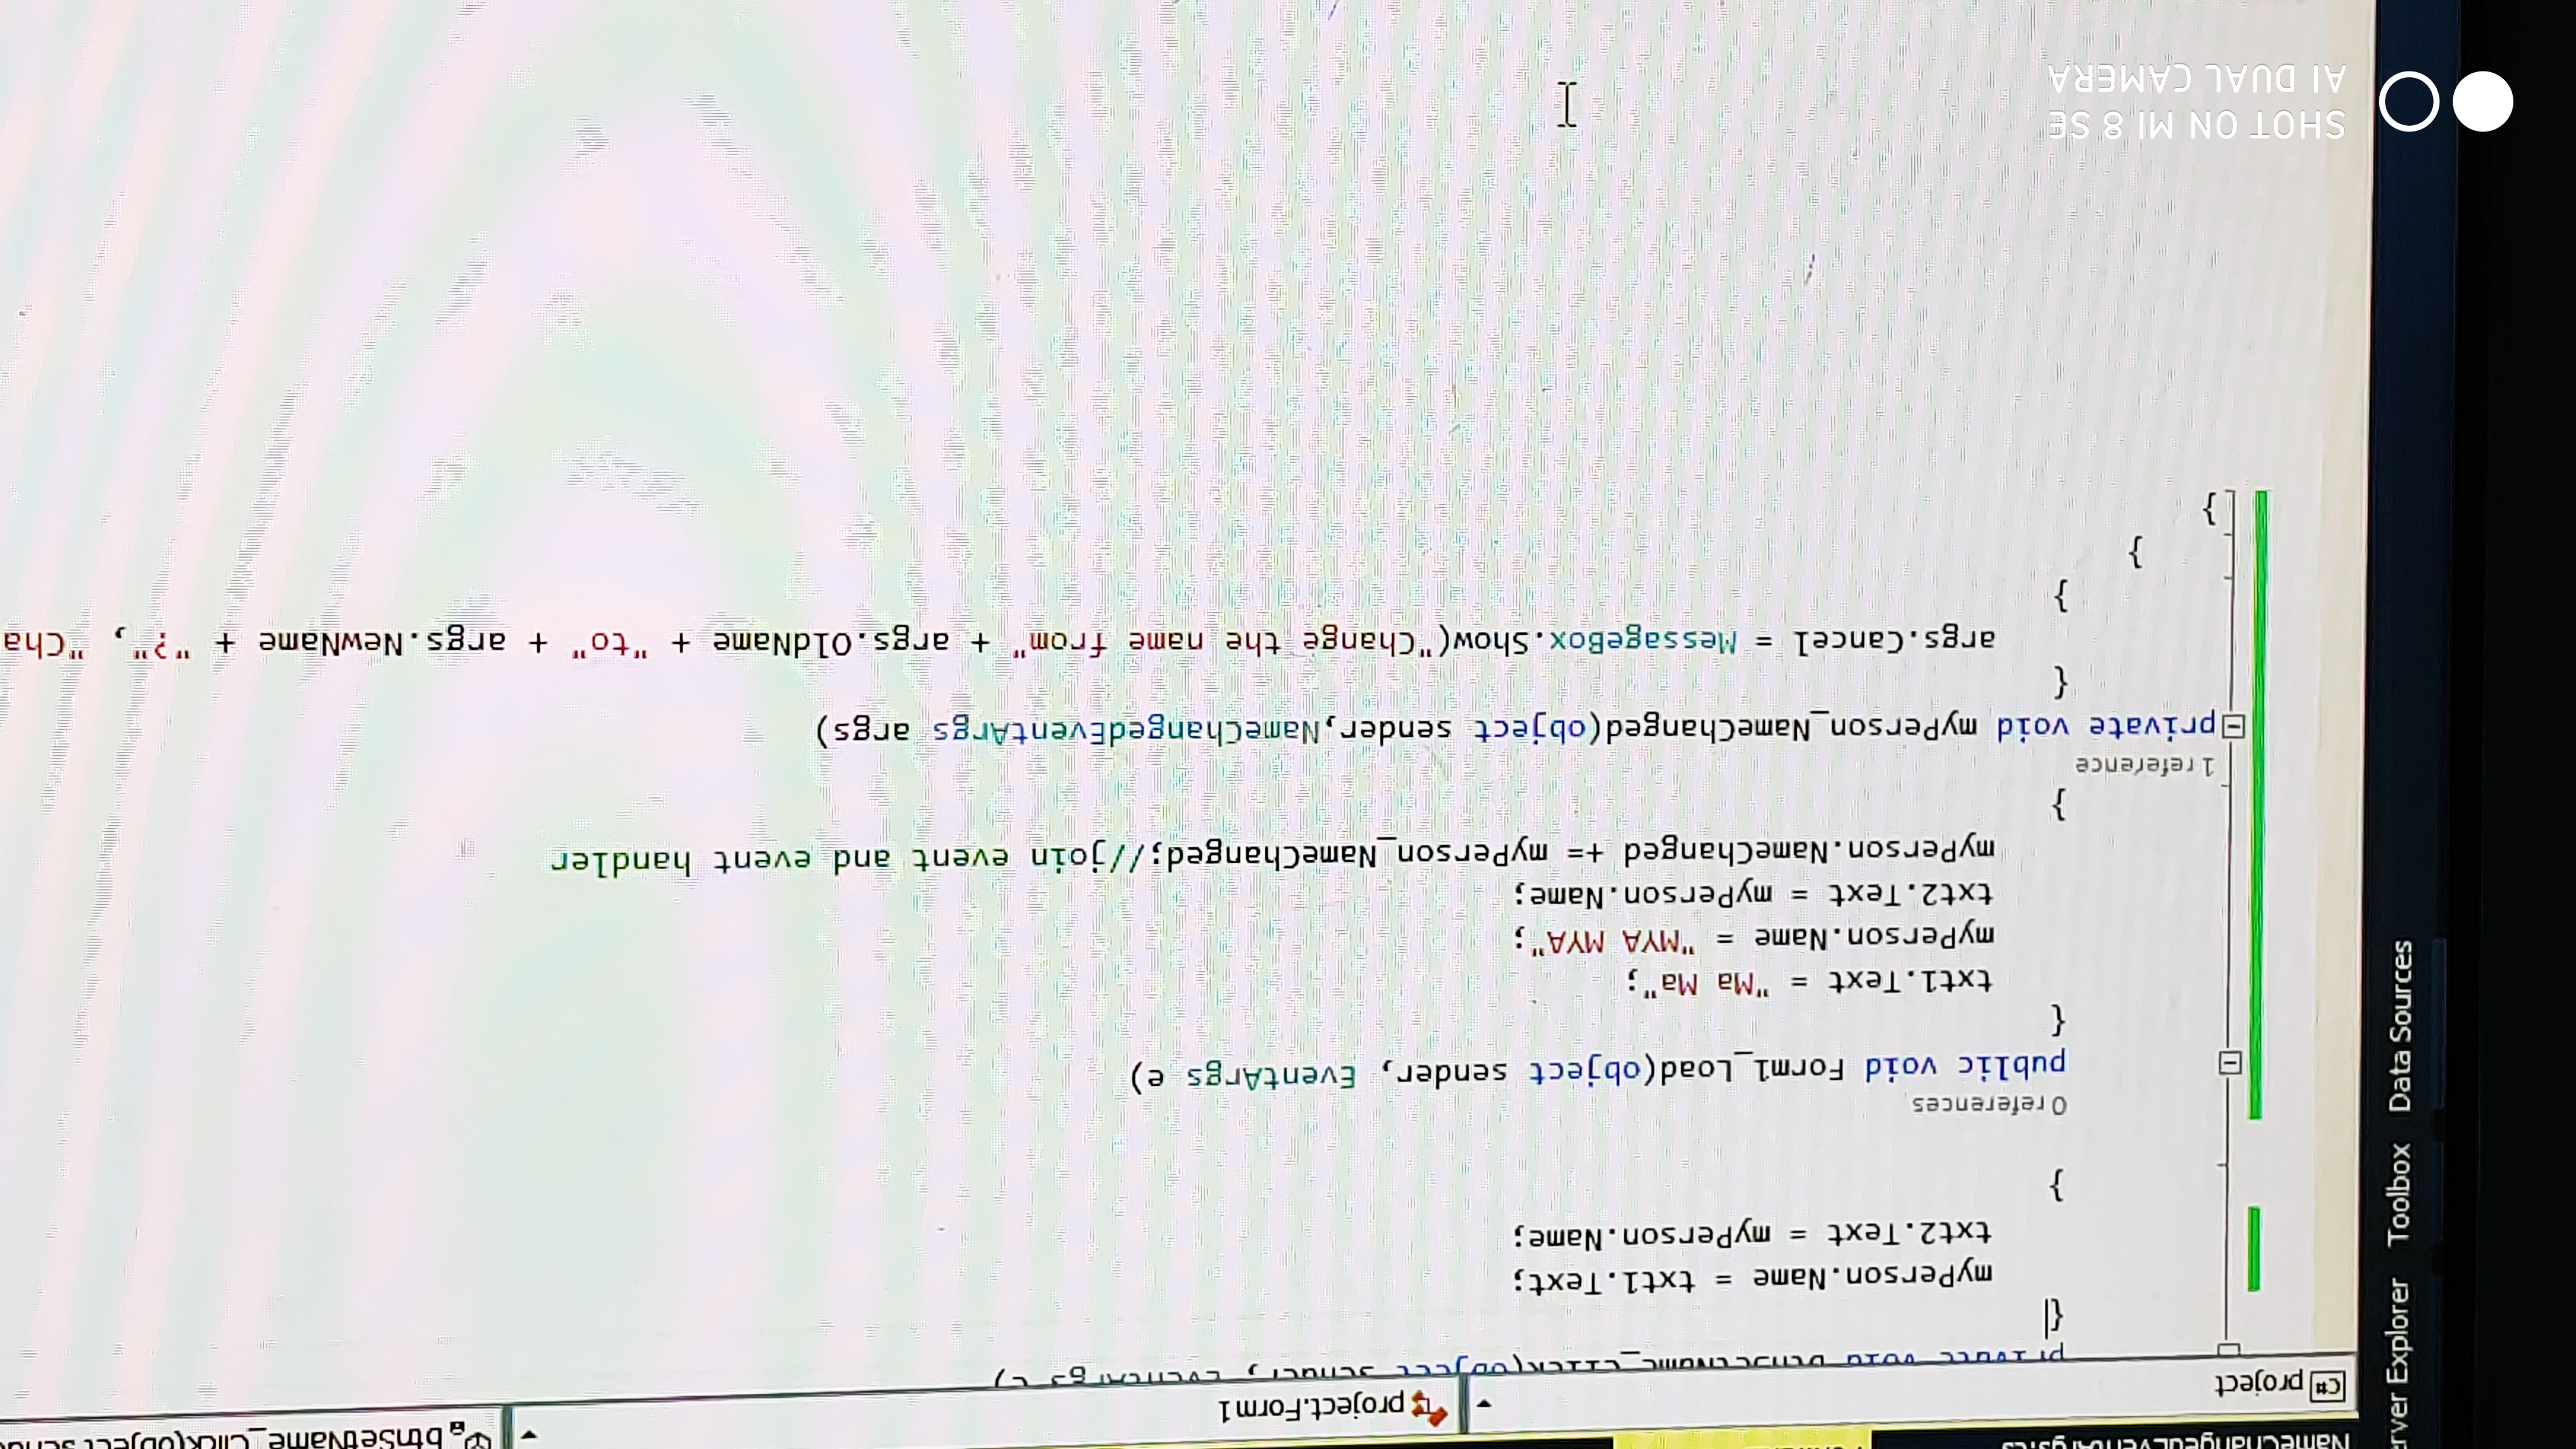 NameChangedEventArgs.cs
C# project
project.Form1
btnSetName_Click(object
Server Explorer
Toolbox
Data Sources
private void btnSetName_Click(object sender, EventArgs e)
{
myPerson.Name = txt1.Text;
txt2.Text = myPerson.Name;
}
0 references
public void Form1_Load(object sender, EventArgs e)
{
txt1.Text = "Ma Ma";
myPerson.Name = "MYA MYA";
txt2.Text = myPerson.Name;
myPerson.NameChanged += myPerson_NameChanged;//join event and event handler
}
1 reference
private void myPerson_NameChanged(object sender,NameChangedEventArgs args)
{
args.Cancel = MessageBox.Show("Change the name from" + args.OldName + "to" + args.NewName + "?", "Cha
}
}
}
SHOT ON MI 8 SE
AI DUAL CAMERA